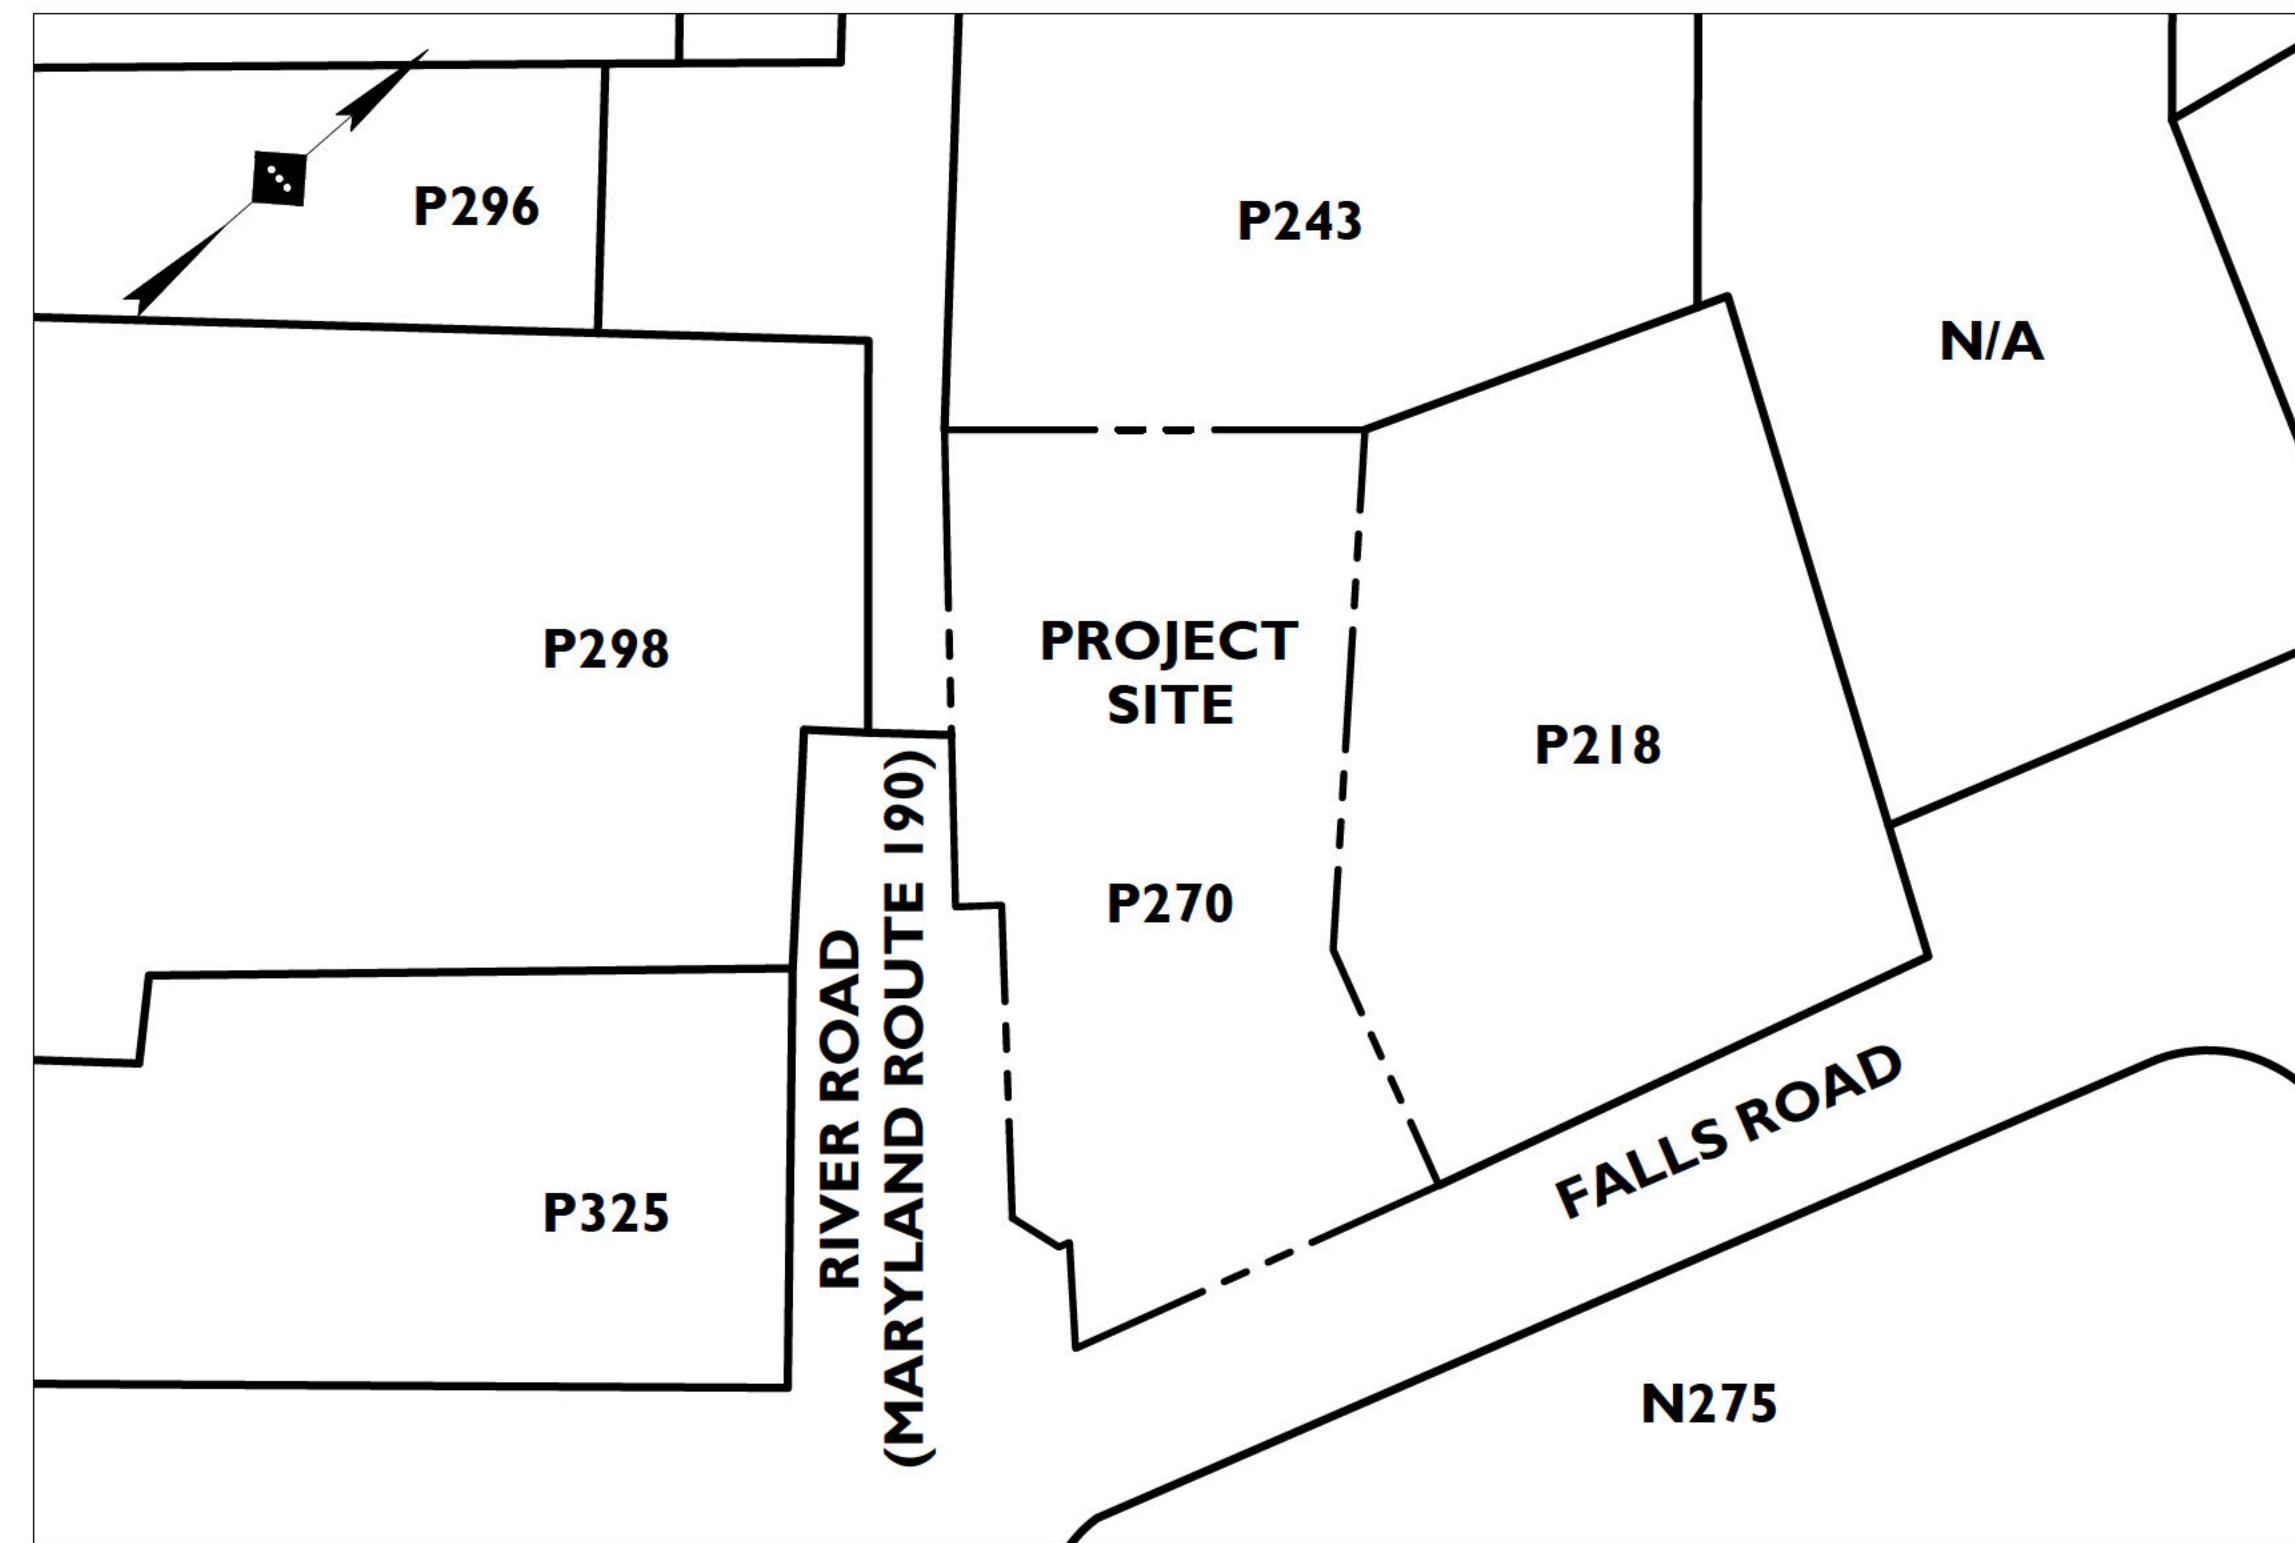 P296
P243
N/A
P298
PROJECT
SITE
P218
P270
RIVER ROAD
(MARYLAND ROUTE 190)
P325
FALLS ROAD
N275